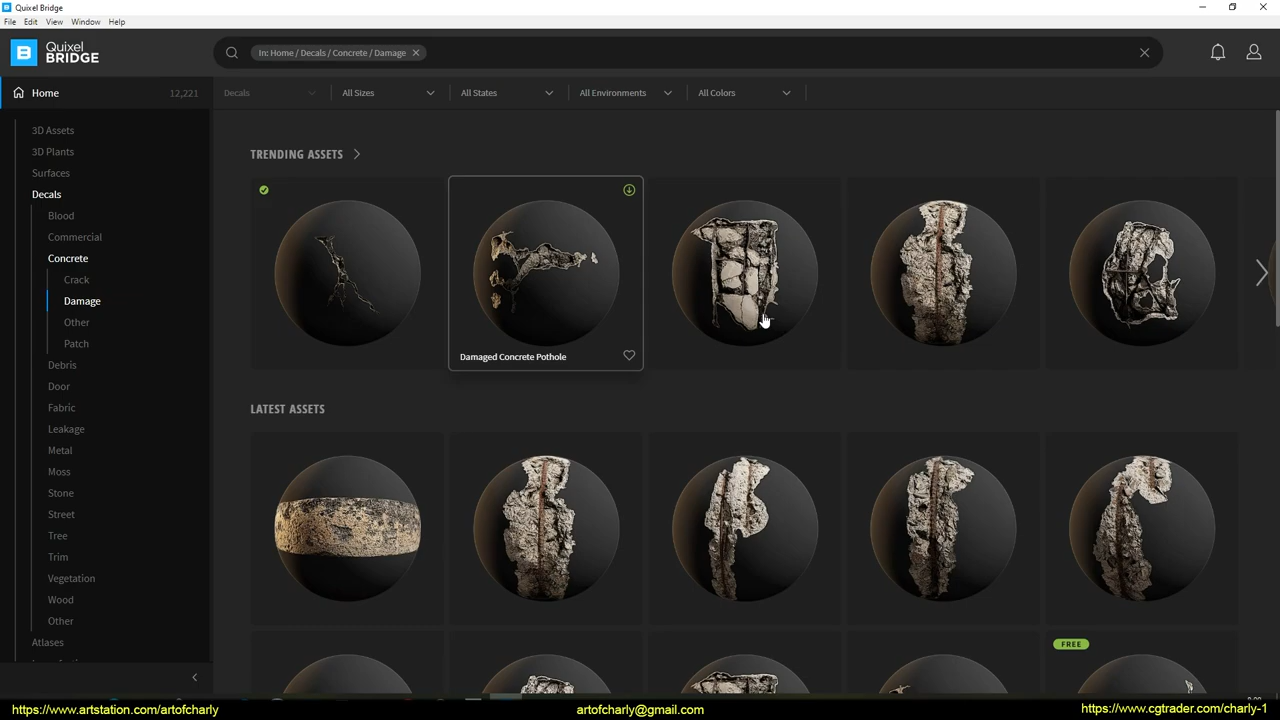 Quixel Bridge
File Edit View Window Help
B Quixel BRIDGE
In: Home / Decals / Concrete / Damage
Home 12,221
Decals All Sizes All States All Environments All Colors
3D Assets
3D Plants
Surfaces
Decals
Blood
Commercial
Concrete
Crack
Damage
Other
Patch
Debris
Door
Fabric
Leakage
Metal
Moss
Stone
Street
Tree
Trim
Vegetation
Wood
Other
Atlases
TRENDING ASSETS
Damaged Concrete Pothole
LATEST ASSETS
FREE
https://www.artstation.com/artofcharly artofcharly@gmail.com https://www.cgtrader.com/charly-1